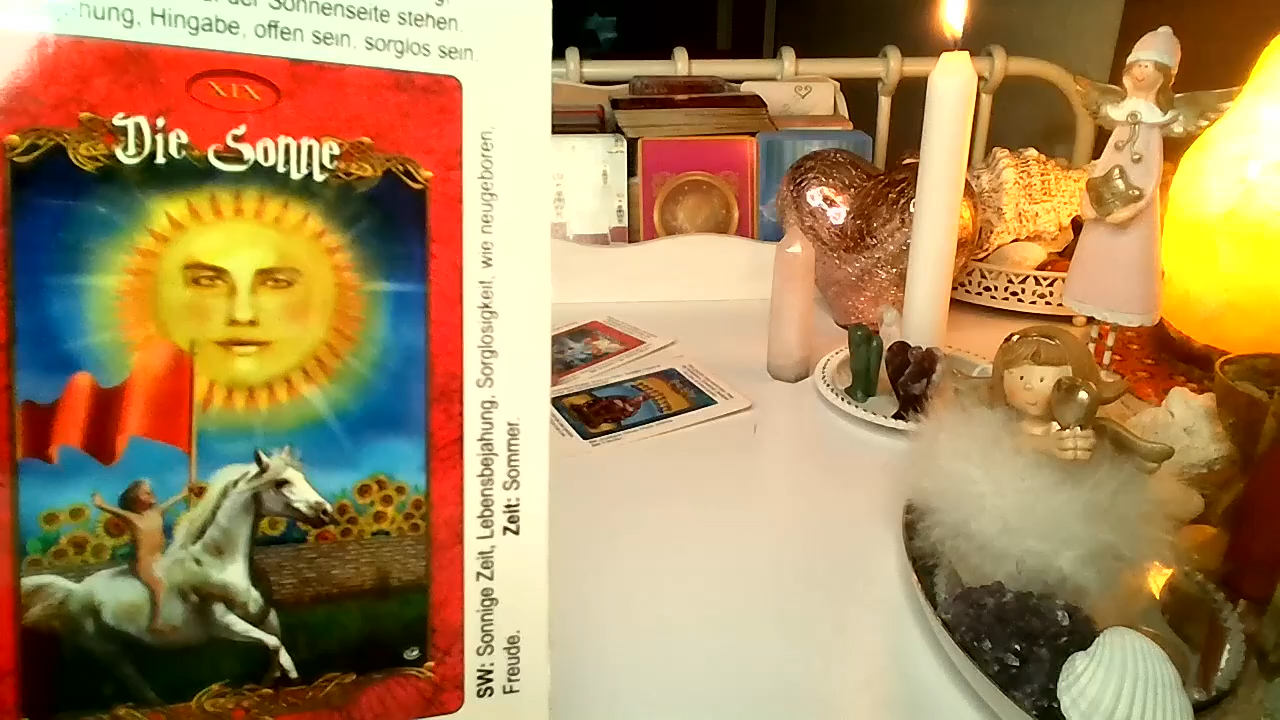 der Sonnenseite stehen.
Hingabe, offen sein, sorglos sein,
XIX
Die Sonne
SW: Sonnige Zeit, Lebensbejahung, Sorglosigkeit, wie neugeboren,
Freude. Zeit: Sommer.